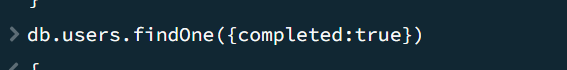 }
> db.users.findOne({completed:true})
< {